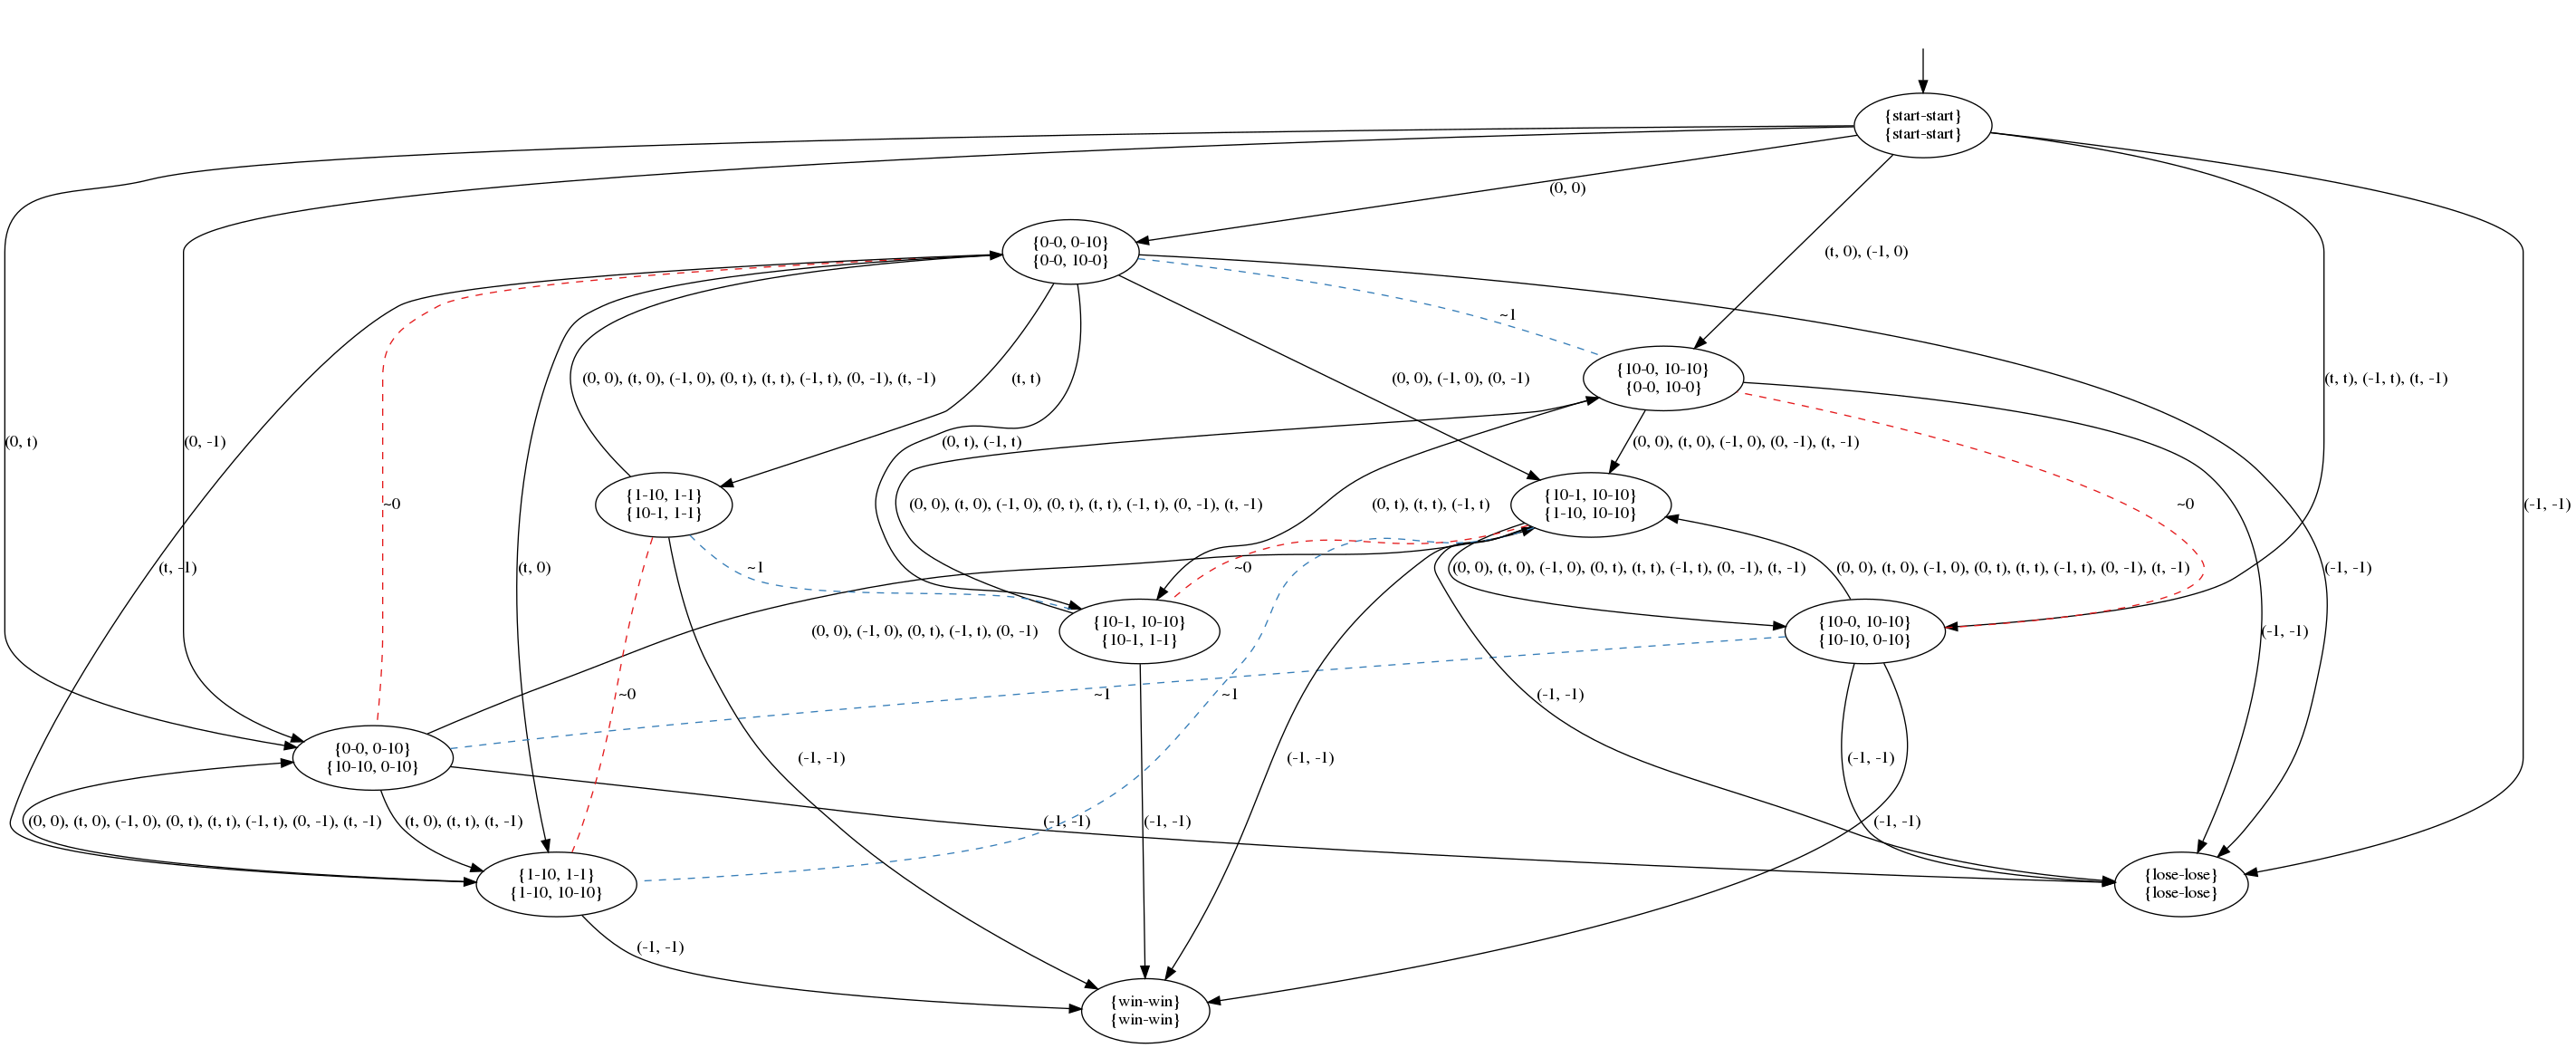 {start-start}
{start-start}
(0, 0)
{0-0, 0-10}
{0-0, 10-0}
(t, 0), (-1, 0)
~1
{10-0, 10-10}
{0-0, 10-0}
(0, 0), (t, 0), (-1, 0), (0, t), (t, t), (-1, t), (0, -1), (t, -1)
(t, t)
(0, 0), (-1, 0), (0, -1)
(t, t), (-1, t), (t, -1)
(0, t)
(0, -1)
(0, t), (-1, t)
(0, 0), (t, 0), (-1, 0), (0, -1), (t, -1)
~0
{1-10, 1-1}
{10-1, 1-1}
(0, 0), (t, 0), (-1, 0), (0, t), (t, t), (-1, t), (0, -1), (t, -1)
(0, t), (t, t), (-1, t)
{10-1, 10-10}
{1-10, 10-10}
~0
(-1, -1)
(t, -1)
(t, 0)
~1
~0
(0, 0), (t, 0), (-1, 0), (0, t), (t, t), (-1, t), (0, -1), (t, -1)
(0, 0), (t, 0), (-1, 0), (0, t), (t, t), (-1, t), (0, -1), (t, -1)
(-1, -1)
(0, 0), (-1, 0), (0, t), (-1, t), (0, -1)
{10-1, 10-10}
{10-1, 1-1}
{10-0, 10-10}
{10-10, 0-10}
(-1, -1)
~0
~1
~1
(-1, -1)
{0-0, 0-10}
{10-10, 0-10}
(-1, -1)
(-1, -1)
(-1, -1)
(0, 0), (t, 0), (-1, 0), (0, t), (t, t), (-1, t), (0, -1), (t, -1)
(t, 0), (t, t), (t, -1)
(-1, -1)
(-1, -1)
(-1, -1)
{1-10, 1-1}
{1-10, 10-10}
{lose-lose}
{lose-lose}
(-1, -1)
{win-win}
{win-win}